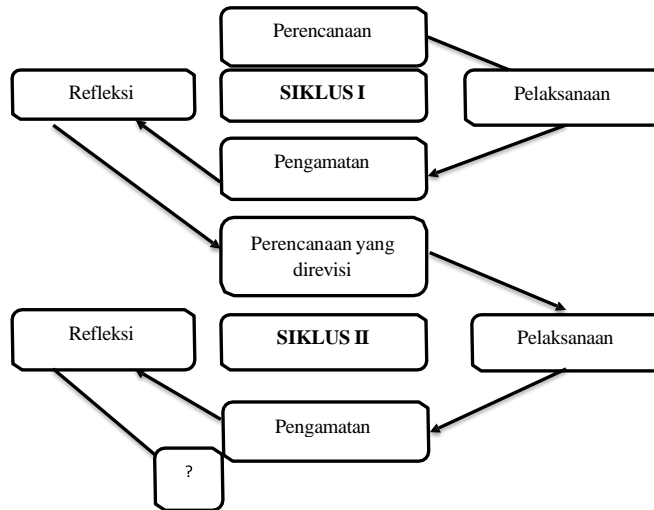 Perencanaan
Refleksi
SIKLUS I
Pelaksanaan
Pengamatan
Perencanaan yang
direvisi
Refleksi
SIKLUS II
Pelaksanaan
Pengamatan
?